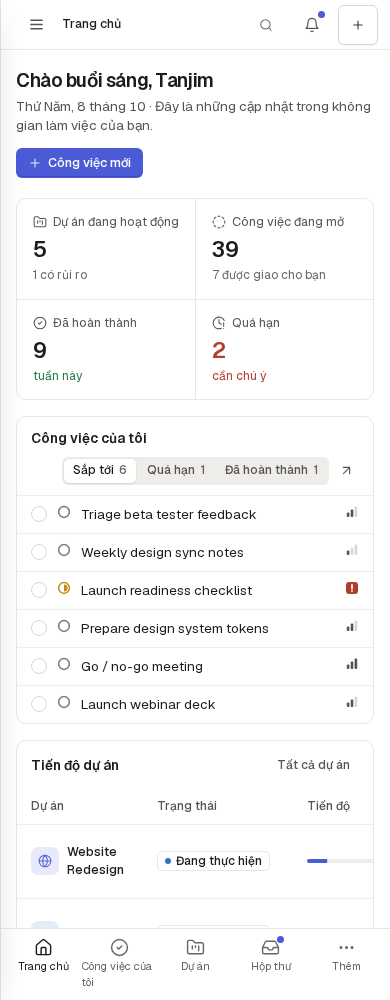 Trang chủ
Chào buổi sáng, Tanjim
Thứ Năm, 8 tháng 10 · Đây là những cập nhật trong không
gian làm việc của bạn.
Công việc mới
Dự án đang hoạt động
5
1 có rủi ro
Công việc đang mở
39
7 được giao cho bạn
Đã hoàn thành
9
tuần này
Quá hạn
2
cần chú ý
Công việc của tôi
Sắp tới 6 Quá hạn 1 Đã hoàn thành 1
Triage beta tester feedback
Weekly design sync notes
Launch readiness checklist
Prepare design system tokens
Go / no-go meeting
Launch webinar deck
Tiến độ dự án Tất cả dự án
Dự án Trạng thái Tiến độ
Website
Redesign
Đang thực hiện
Trang chủ
Công việc của
tôi
Dự án
Hộp thư
Thêm